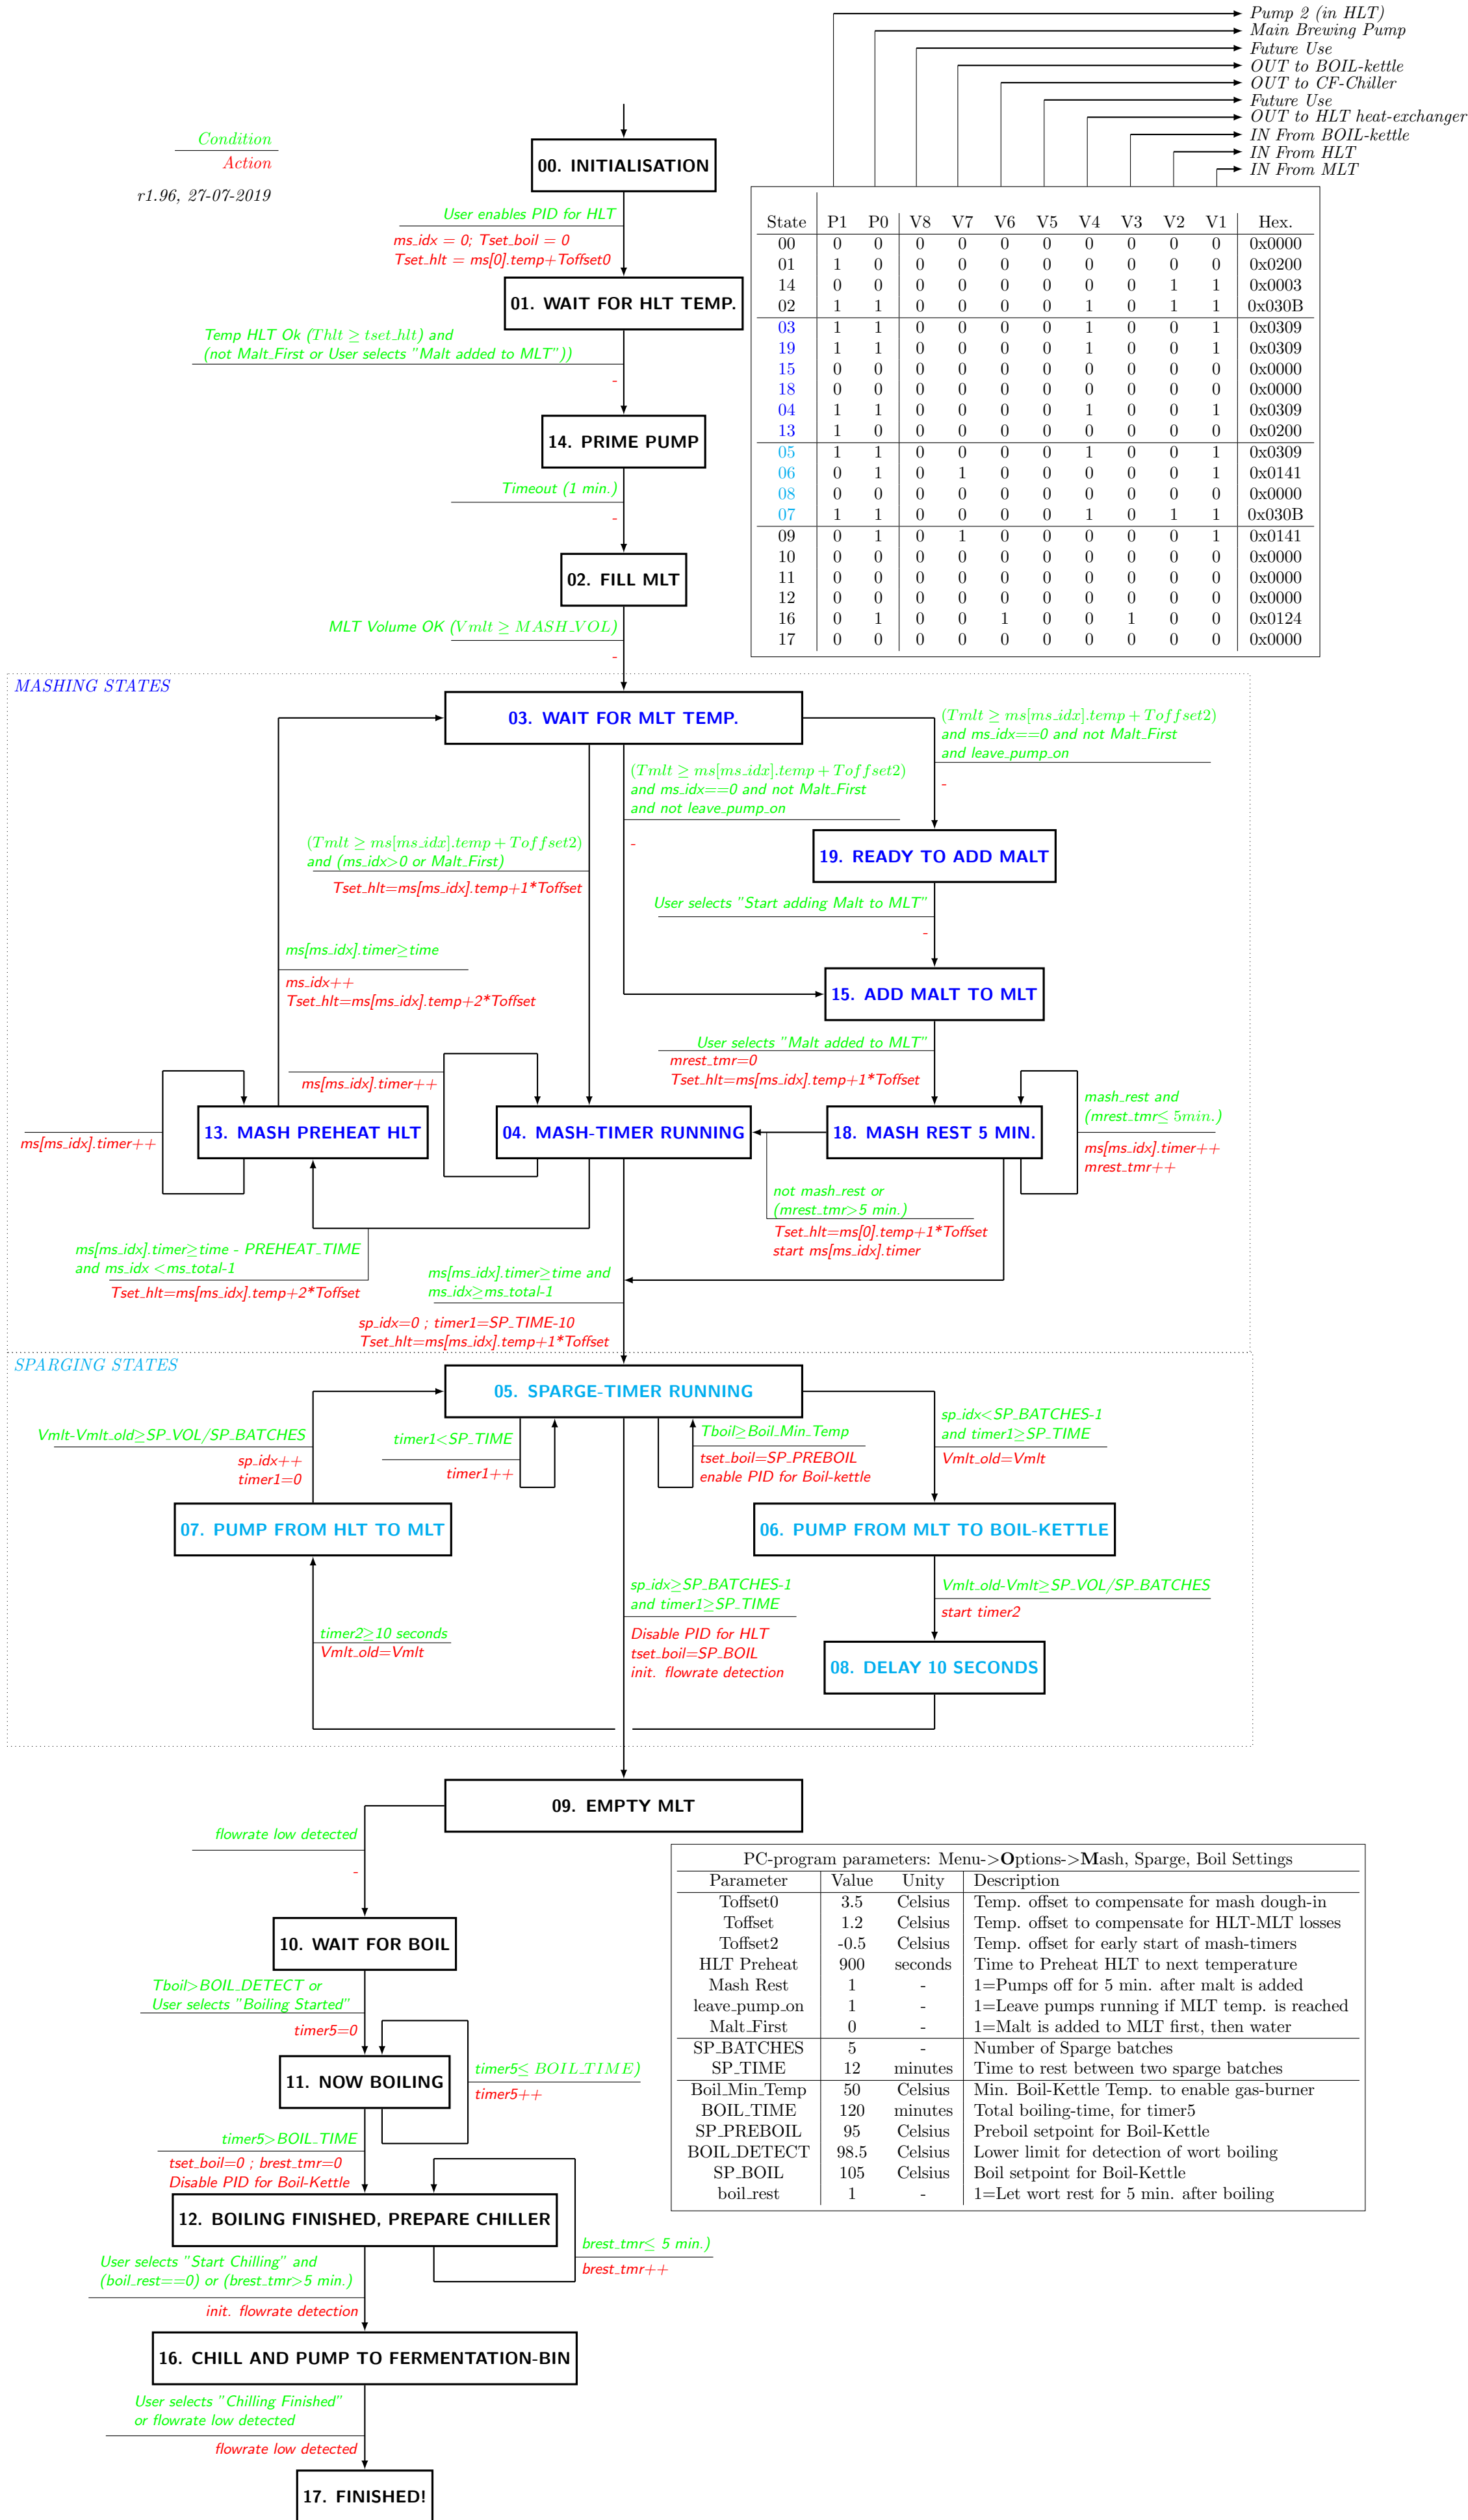 Pump 2 (in HLT)
Main Brewing Pump
Future Use
OUT to BOIL-kettle
OUT to CF-Chiller
Future Use
OUT to HLT heat-exchanger
IN From BOIL-kettle
IN From HLT
IN From MLT
Condition
Action
r1.96, 27-07-2019
State P1 P0 V8 V7 V6 V5 V4 V3 V2 V1 Hex.
00 0 0 0 0 0 0 0 0 0 0 0x0000
01 1 0 0 0 0 0 0 0 0 0 0x0200
14 0 0 0 0 0 0 0 0 1 1 0x0003
02 1 1 0 0 0 0 1 0 1 1 0x030B
03 1 1 0 0 0 0 1 0 0 1 0x0309
19 1 1 0 0 0 0 1 0 0 1 0x0309
15 0 0 0 0 0 0 0 0 0 0 0x0000
18 0 0 0 0 0 0 0 0 0 0 0x0000
04 1 1 0 0 0 0 1 0 0 1 0x0309
13 1 0 0 0 0 0 0 0 0 0 0x0200
05 1 1 0 0 0 0 1 0 0 1 0x0309
06 0 1 0 1 0 0 0 0 0 1 0x0141
08 0 0 0 0 0 0 0 0 0 0 0x0000
07 1 1 0 0 0 0 1 0 1 1 0x030B
09 0 1 0 1 0 0 0 0 0 1 0x0141
10 0 0 0 0 0 0 0 0 0 0 0x0000
11 0 0 0 0 0 0 0 0 0 0 0x0000
12 0 0 0 0 0 0 0 0 0 0 0x0000
16 0 1 0 0 1 0 0 1 0 0 0x0124
17 0 0 0 0 0 0 0 0 0 0 0x0000
00. INITIALISATION
User enables PID for HLT
ms_idx = 0; Tset_boil = 0
Tset_hlt = ms[0].temp+Toffset0
01. WAIT FOR HLT TEMP.
Temp HLT Ok (Thlt ≥ tset_hlt) and
(not Malt_First or User selects "Malt added to MLT"))
-
14. PRIME PUMP
Timeout (1 min.)
-
02. FILL MLT
MLT Volume OK (Vmlt ≥ MASH_VOL)
-
MASHING STATES
03. WAIT FOR MLT TEMP.
(Tmlt ≥ ms[ms_idx].temp + Toffset2)
and ms_idx==0 and not Malt_First
and leave_pump_on
-
(Tmlt ≥ ms[ms_idx].temp + Toffset2)
and ms_idx==0 and not Malt_First
and not leave_pump_on
-
(Tmlt ≥ ms[ms_idx].temp + Toffset2)
and (ms_idx>0 or Malt_First)
Tset_hlt=ms[ms_idx].temp+1*Toffset
19. READY TO ADD MALT
User selects "Start adding Malt to MLT"
-
ms[ms_idx].timer≥time
ms_idx++
Tset_hlt=ms[ms_idx].temp+2*Toffset
15. ADD MALT TO MLT
User selects "Malt added to MLT"
mrest_tmr=0
Tset_hlt=ms[ms_idx].temp+1*Toffset
ms[ms_idx].timer++
ms[ms_idx].timer++
13. MASH PREHEAT HLT
04. MASH-TIMER RUNNING
18. MASH REST 5 MIN.
mash_rest and
(mrest_tmr≤ 5min.)
ms[ms_idx].timer++
mrest_tmr++
not mash_rest or
(mrest_tmr>5 min.)
Tset_hlt=ms[0].temp+1*Toffset
start ms[ms_idx].timer
ms[ms_idx].timer≥time - PREHEAT_TIME
and ms_idx <ms_total-1
Tset_hlt=ms[ms_idx].temp+2*Toffset
ms[ms_idx].timer≥time and
ms_idx≥ms_total-1
sp_idx=0 ; timer1=SP_TIME-10
Tset_hlt=ms[ms_idx].temp+1*Toffset
SPARGING STATES
05. SPARGE-TIMER RUNNING
Vmlt-Vmlt_old≥SP_VOL/SP_BATCHES
sp_idx++
timer1=0
timer1<SP_TIME
timer1++
Tboil≥Boil_Min_Temp
tset_boil=SP_PREBOIL
enable PID for Boil-kettle
sp_idx<SP_BATCHES-1
and timer1≥SP_TIME
Vmlt_old=Vmlt
07. PUMP FROM HLT TO MLT
06. PUMP FROM MLT TO BOIL-KETTLE
sp_idx≥SP_BATCHES-1
and timer1≥SP_TIME
Disable PID for HLT
tset_boil=SP_BOIL
init. flowrate detection
Vmlt_old-Vmlt≥SP_VOL/SP_BATCHES
start timer2
timer2≥10 seconds
Vmlt_old=Vmlt
08. DELAY 10 SECONDS
09. EMPTY MLT
flowrate low detected
-
10. WAIT FOR BOIL
Tboil>BOIL_DETECT or
User selects "Boiling Started"
timer5=0
11. NOW BOILING
timer5≤ BOIL_TIME)
timer5++
timer5>BOIL_TIME
tset_boil=0 ; brest_tmr=0
Disable PID for Boil-Kettle
12. BOILING FINISHED, PREPARE CHILLER
brest_tmr≤ 5 min.)
brest_tmr++
User selects "Start Chilling" and
(boil_rest==0) or (brest_tmr>5 min.)
init. flowrate detection
16. CHILL AND PUMP TO FERMENTATION-BIN
User selects "Chilling Finished"
or flowrate low detected
flowrate low detected
17. FINISHED!
PC-program parameters: Menu->Options->Mash, Sparge, Boil Settings
Parameter Value Unity Description
Toffset0 3.5 Celsius Temp. offset to compensate for mash dough-in
Toffset 1.2 Celsius Temp. offset to compensate for HLT-MLT losses
Toffset2 -0.5 Celsius Temp. offset for early start of mash-timers
HLT Preheat 900 seconds Time to Preheat HLT to next temperature
Mash Rest 1 - 1=Pumps off for 5 min. after malt is added
leave_pump_on 1 - 1=Leave pumps running if MLT temp. is reached
Malt_First 0 - 1=Malt is added to MLT first, then water
SP_BATCHES 5 - Number of Sparge batches
SP_TIME 12 minutes Time to rest between two sparge batches
Boil_Min_Temp 50 Celsius Min. Boil-Kettle Temp. to enable gas-burner
BOIL_TIME 120 minutes Total boiling-time, for timer5
SP_PREBOIL 95 Celsius Preboil setpoint for Boil-Kettle
BOIL_DETECT 98.5 Celsius Lower limit for detection of wort boiling
SP_BOIL 105 Celsius Boil setpoint for Boil-Kettle
boil_rest 1 - 1=Let wort rest for 5 min. after boiling